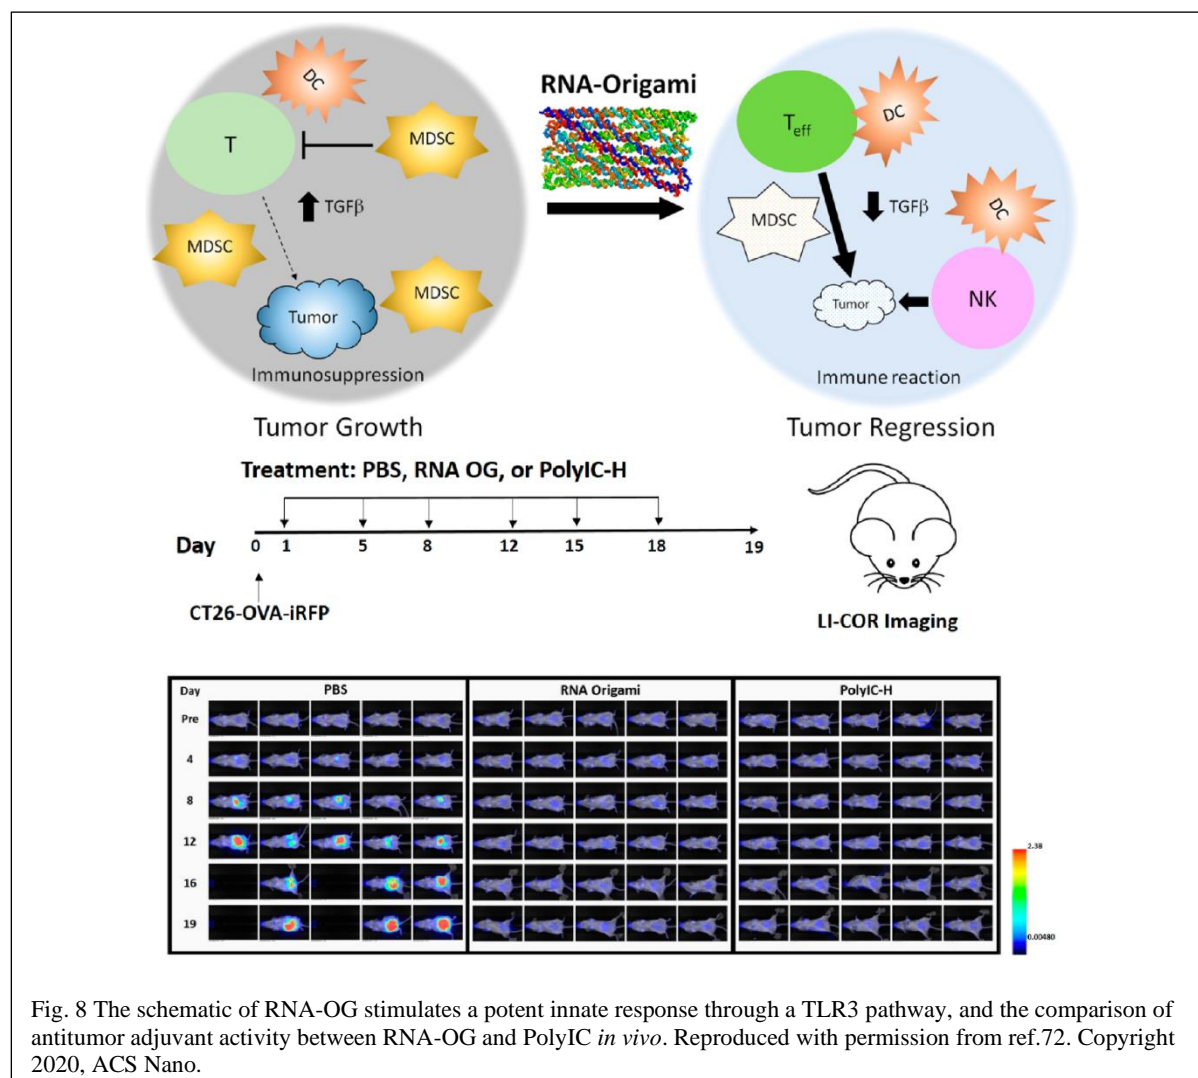 DC
T
MDSC
TGFβ
MDSC
MDSC
Tumor
Immunosuppression
Tumor Growth
RNA-Origami
Teff
DC
TGFβ
MDSC
DC
Tumor
NK
Immune reaction
Tumor Regression
Treatment: PBS, RNA OG, or PolyIC-H
Day 0 1 5 8 12 15 18 19
CT26-OVA-iRFP
LI-COR Imaging
Day PBS RNA Origami PolyIC-H
Pre
4
8
12
16
19
2.38
0.00480
Fig. 8 The schematic of RNA-OG stimulates a potent innate response through a TLR3 pathway, and the comparison of
antitumor adjuvant activity between RNA-OG and PolyIC in vivo. Reproduced with permission from ref.72. Copyright
2020, ACS Nano.